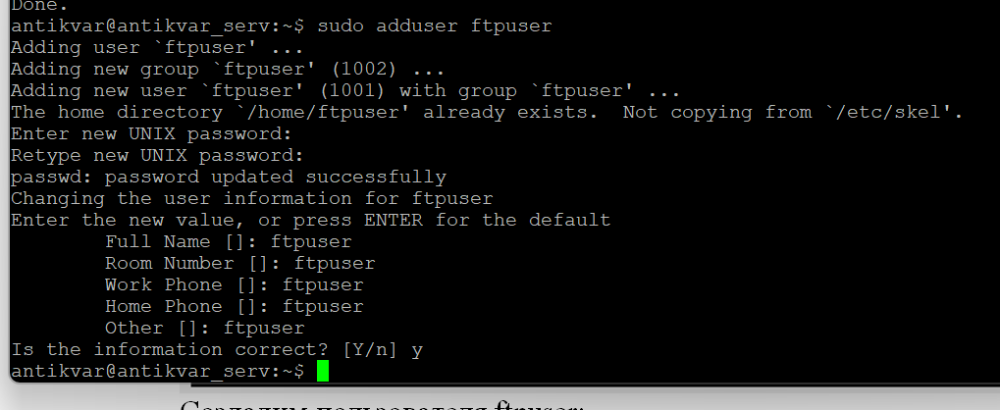 Done.
antikvar@antikvar_serv:~$ sudo adduser ftpuser
Adding user `ftpuser' ...
Adding new group `ftpuser' (1002) ...
Adding new user `ftpuser' (1001) with group `ftpuser' ...
The home directory `/home/ftpuser' already exists.  Not copying from `/etc/skel'.
Enter new UNIX password:
Retype new UNIX password:
passwd: password updated successfully
Changing the user information for ftpuser
Enter the new value, or press ENTER for the default
        Full Name []: ftpuser
        Room Number []: ftpuser
        Work Phone []: ftpuser
        Home Phone []: ftpuser
        Other []: ftpuser
Is the information correct? [Y/n] y
antikvar@antikvar_serv:~$
Создадим пользователя ftpuser: